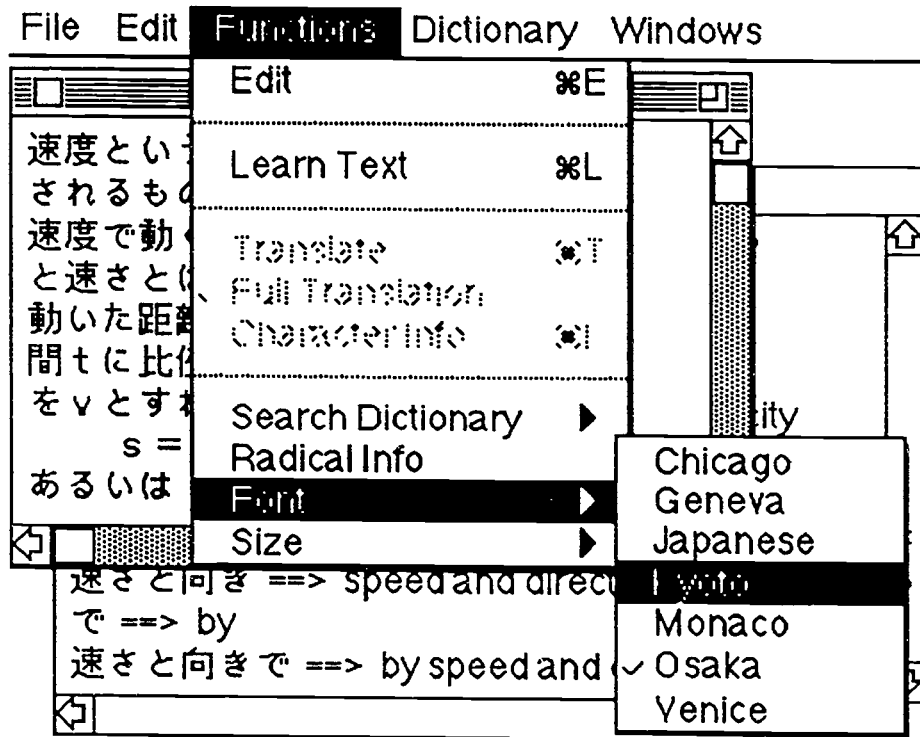 File Edit Functions Dictionary Windows
Edit ⌘E
Learn Text ⌘L
Translate ⌘T
Full Translation
Character Info ⌘I
Search Dictionary ▶
Radical Info
Font ▶
Size ▶
Chicago
Geneva
Japanese
Kyoto
Monaco
✓Osaka
Venice
速度とい
されるも
速度で動
と速さと
動いた距
間tに比
をvとす
s =
あるいは
ity
速さと向き ==> speed and direct
で ==> by
速さと向きで ==> by speed and